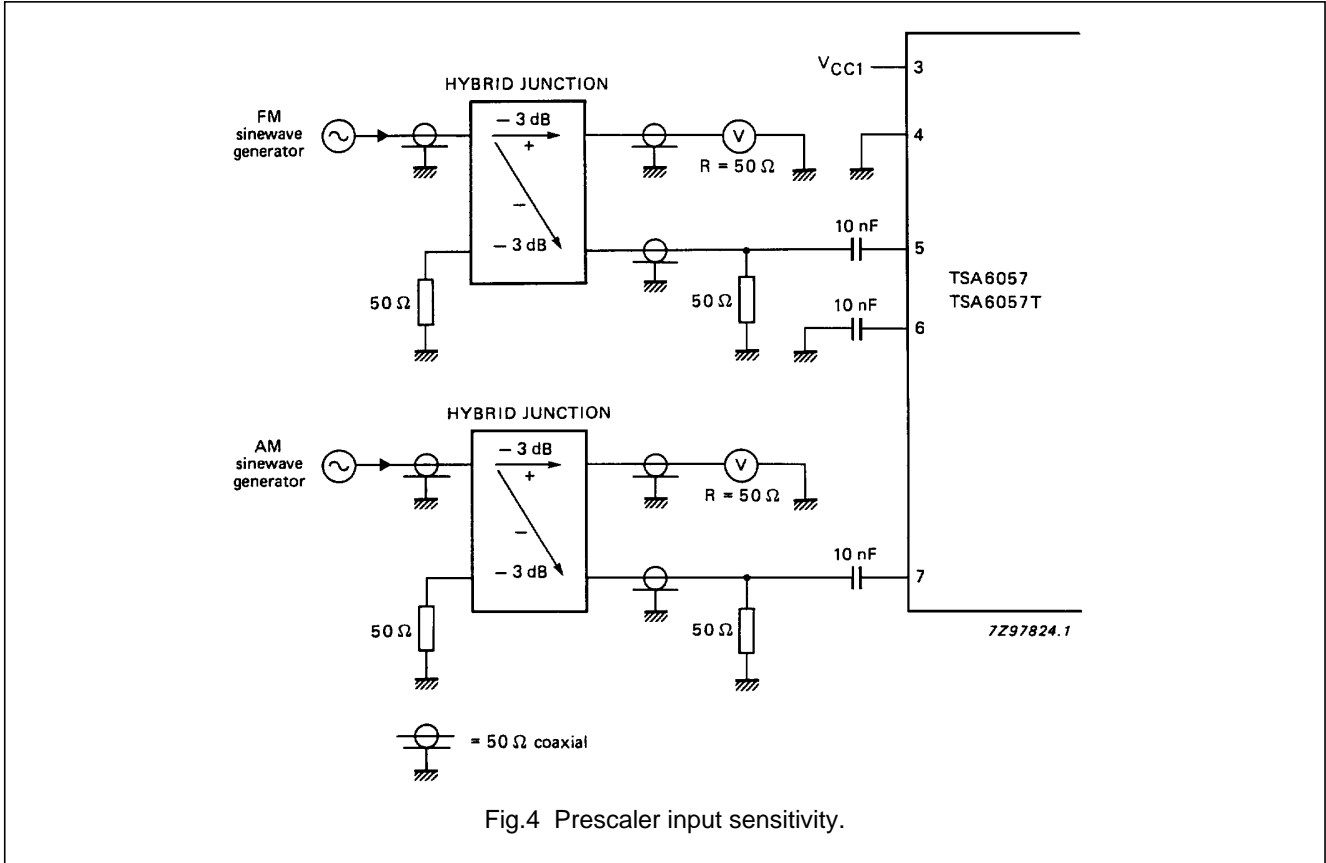 V CC1
3
HYBRID JUNCTION
FM
sinewave
generator
− 3 dB
+
−
− 3 dB
V
R = 50 Ω
4
50 Ω
50 Ω
10 nF
5
TSA6057
TSA6057T
10 nF
6
HYBRID JUNCTION
AM
sinewave
generator
− 3 dB
+
−
− 3 dB
V
R = 50 Ω
50 Ω
50 Ω
10 nF
7
7Z97824.1
= 50 Ω coaxial
Fig.4 Prescaler input sensitivity.